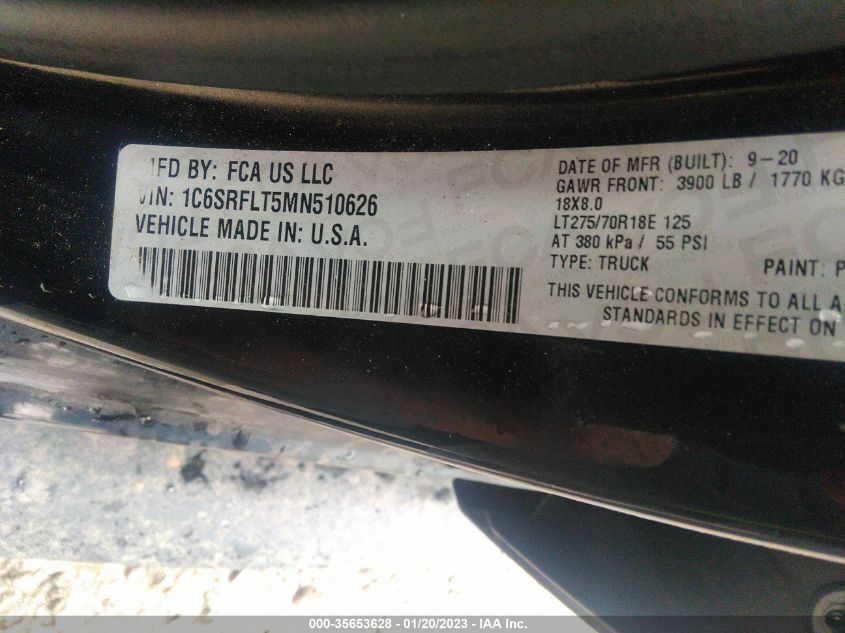 MFD BY: FCA US LLC
VIN: 1C6SRFLT5MN510626
VEHICLE MADE IN: U.S.A.
DATE OF MFR (BUILT): 9-20
GAWR FRONT: 3900 LB / 1770 KG
18X8.0
LT275/70R18E 125
AT 380 kPa / 55 PSI
TYPE: TRUCK PAINT: P
THIS VEHICLE CONFORMS TO ALL A
STANDARDS IN EFFECT ON
000-35653628 - 01/20/2023 - IAA Inc.